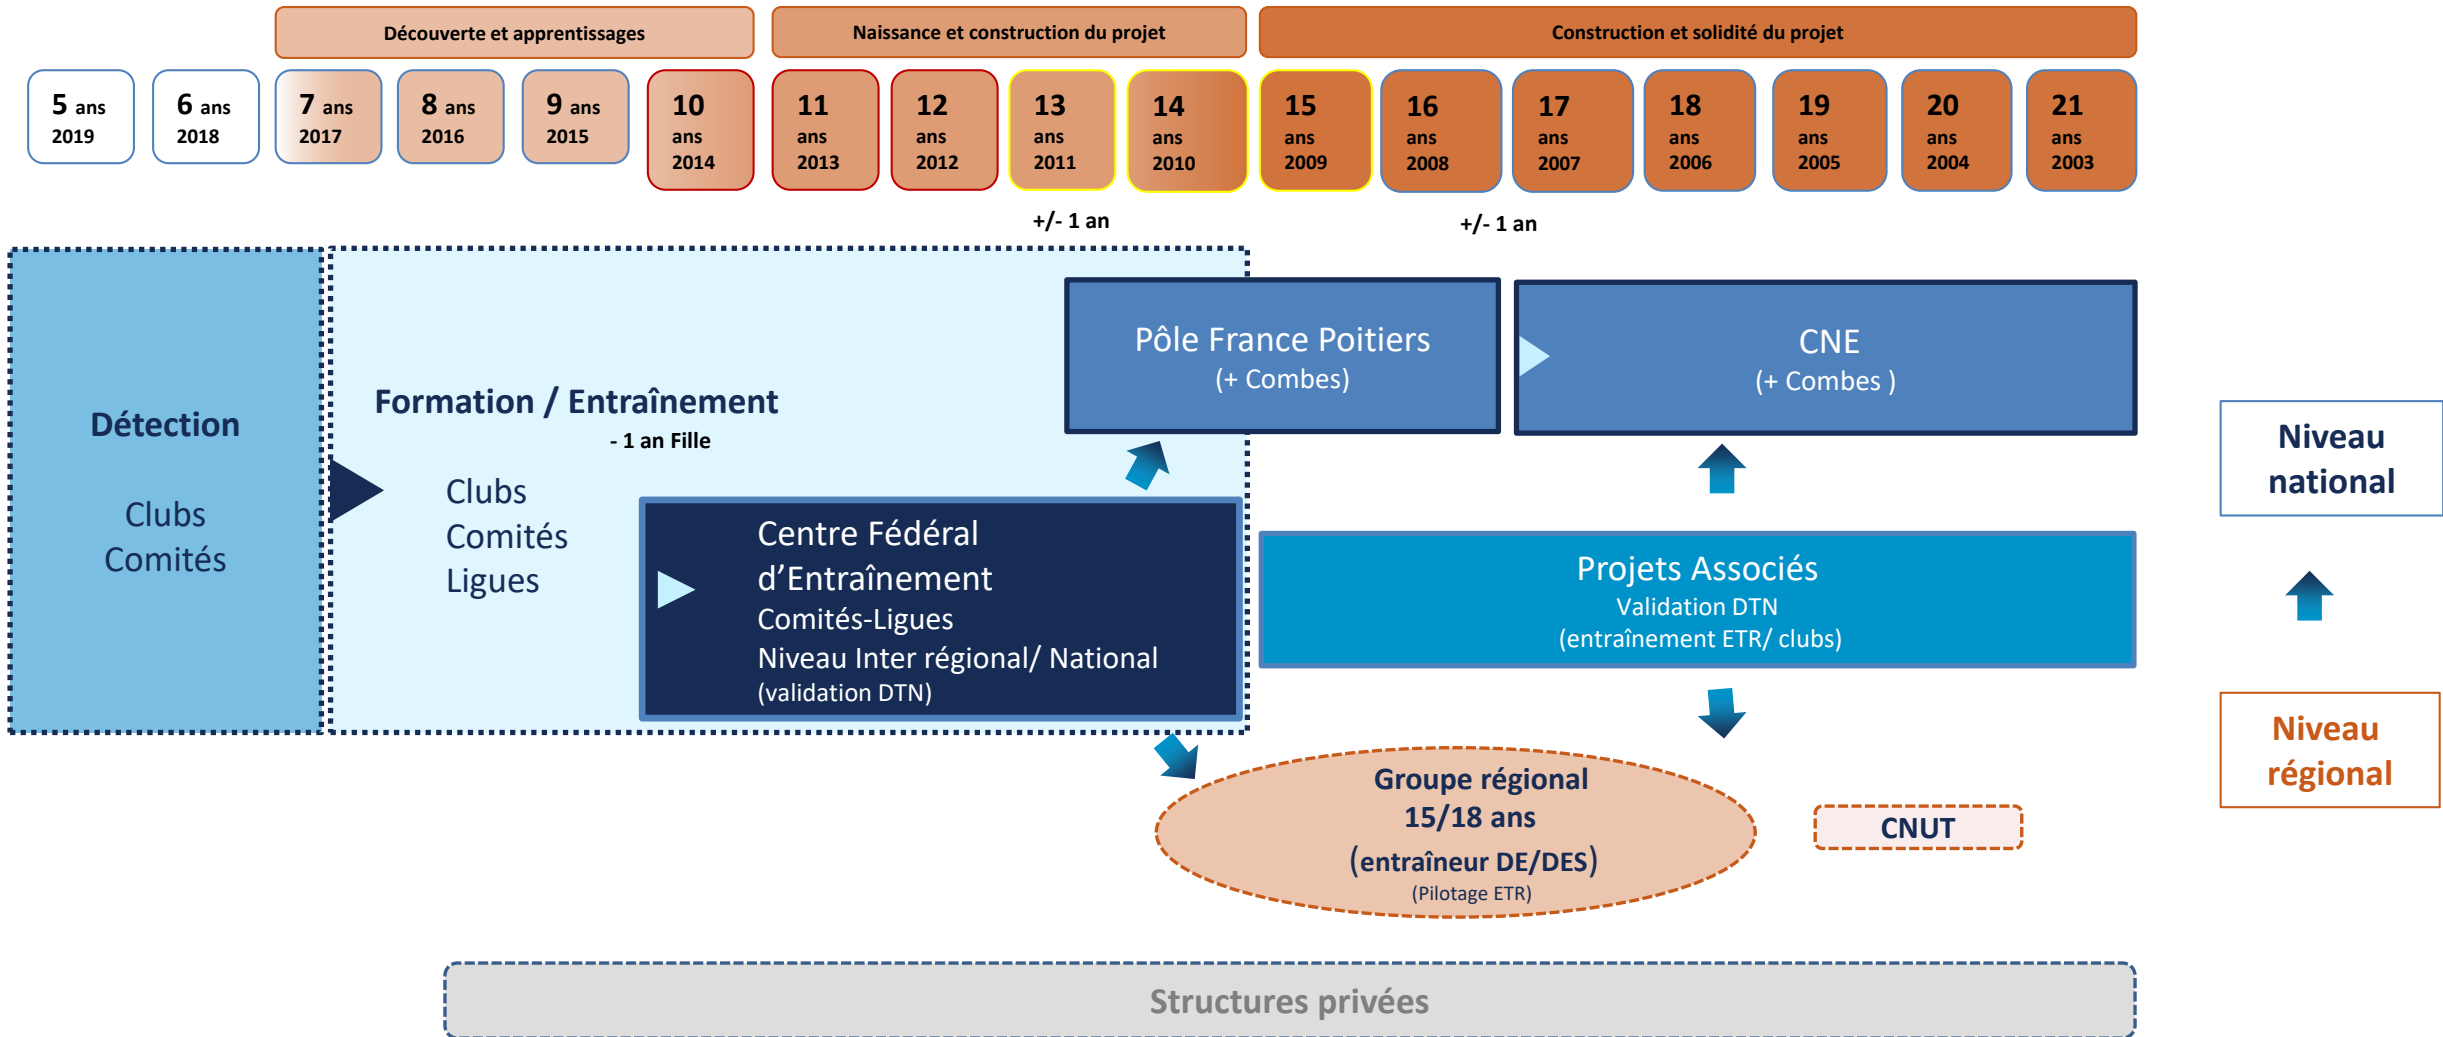 Découverte et apprentissages
Naissance et construction du projet
Construction et solidité du projet
5 ans
2019
6 ans
2018
7 ans
2017
8 ans
2016
9 ans
2015
10
ans
2014
11
ans
2013
12
ans
2012
13
ans
2011
14
ans
2010
15
ans
2009
16
ans
2008
17
ans
2007
18
ans
2006
19
ans
2005
20
ans
2004
21
ans
2003
+/- 1 an
+/- 1 an
Détection
Clubs
Comités
Formation / Entraînement
- 1 an Fille
Clubs
Comités
Ligues
Centre Fédéral
d’Entraînement
Comités-Ligues
Niveau Inter régional/ National
(validation DTN)
Pôle France Poitiers
(+ Combes)
CNE
(+ Combes )
Projets Associés
Validation DTN
(entraînement ETR/ clubs)
Niveau
national
Niveau
régional
Groupe régional
15/18 ans
(entraîneur DE/DES)
(Pilotage ETR)
CNUT
Structures privées